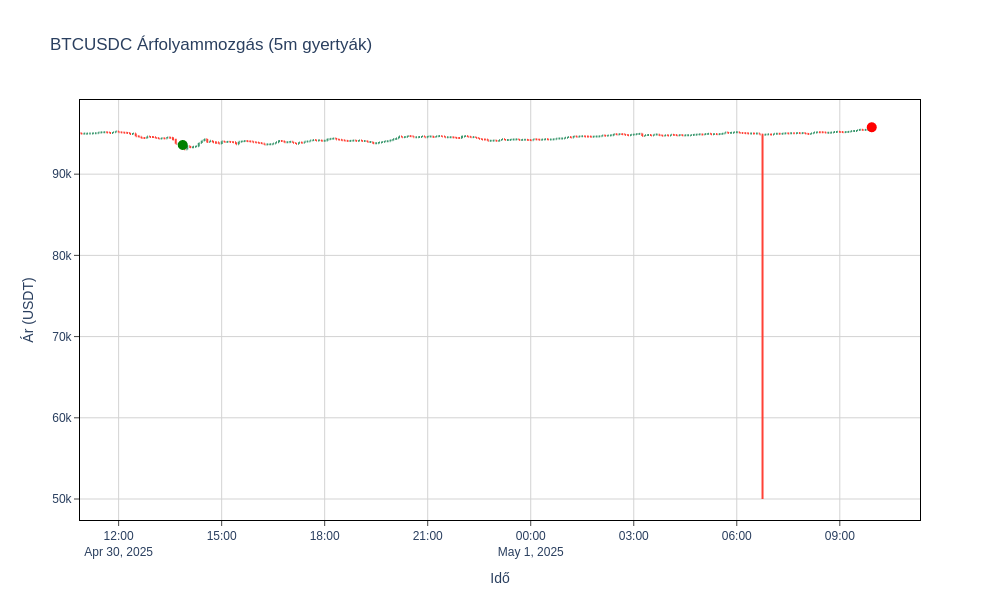 BTCUSDC Árfolyammozgás (5m gyertyák)
90k
80k
70k
60k
50k
Ár (USDT)
12:00 15:00 18:00 21:00 00:00 03:00 06:00 09:00
Apr 30, 2025 May 1, 2025
Idő